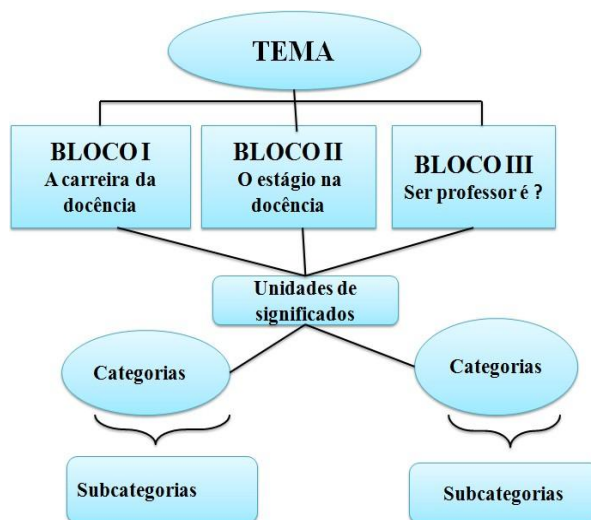 TEMA
BLOCO I
A carreira da
docência
BLOCO II
O estágio na
docência
BLOCO III
Ser professor é ?
Unidades de
significados
Categorias
Categorias
Subcategorias
Subcategorias